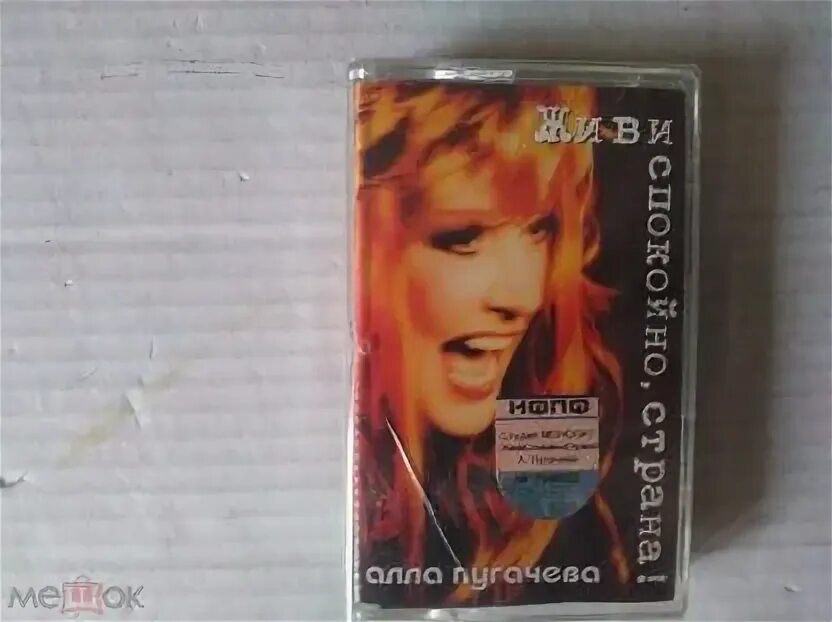 Живи
спокойно, страна!
НФПФ
алла пугачева
мешок